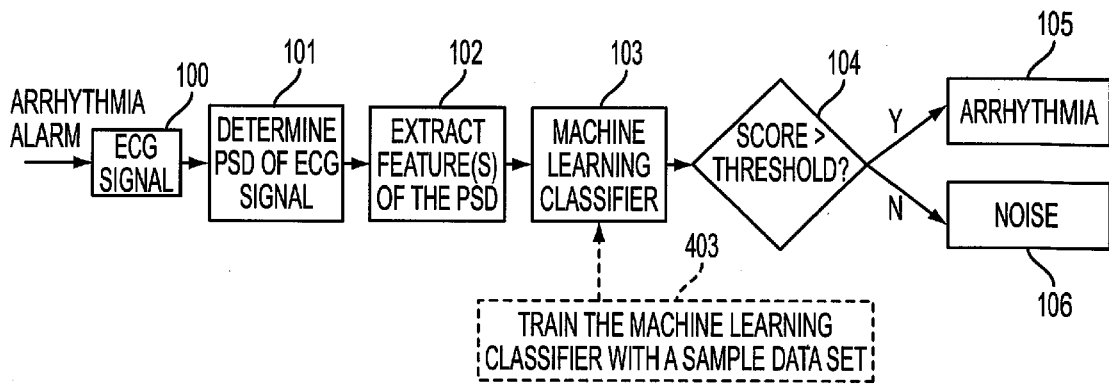 ARRHYTHMIA
ALARM
100
ECG
SIGNAL
101
DETERMINE
PSD OF ECG
SIGNAL
102
EXTRACT
FEATURE(S)
OF THE PSD
103
MACHINE
LEARNING
CLASSIFIER
104
SCORE >
THRESHOLD?
Y
N
105
ARRHYTHMIA
NOISE
106
403
TRAIN THE MACHINE LEARNING
CLASSIFIER WITH A SAMPLE DATA SET